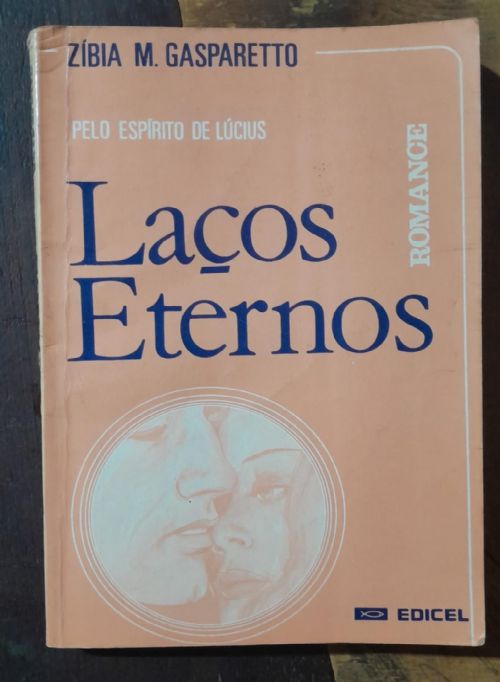 ZÍBIA M. GASPARETTO
PELO ESPÍRITO DE LÚCIUS
ROMANCE
Laços
Eternos
EDICEL